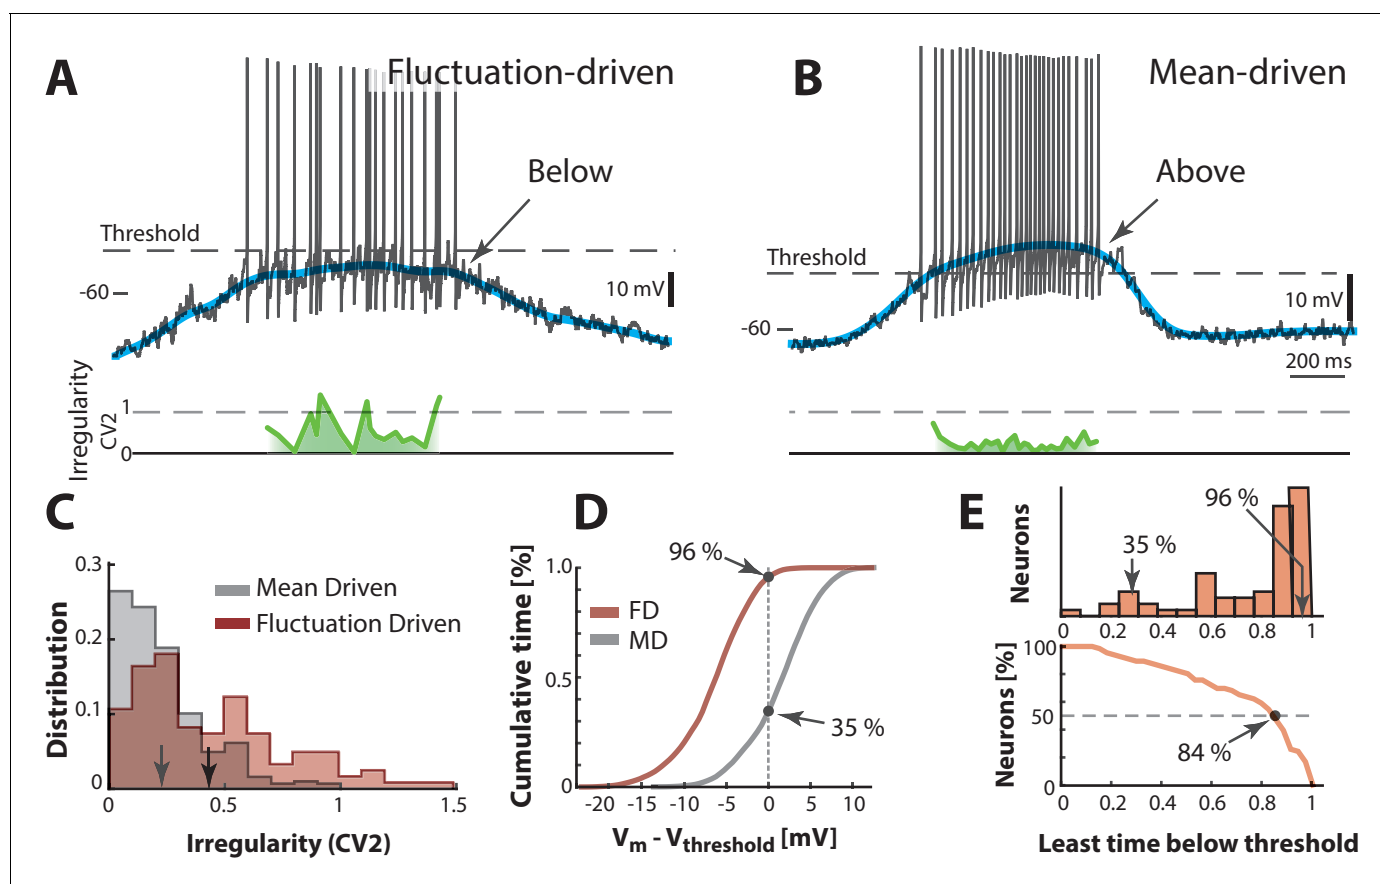 A
Fluctuation-driven
Below
Threshold
-60
10 mV
Irregularity
CV2
1
0
B
Mean-driven
Above
Threshold
-60
10 mV
200 ms
C
0.3
0.2
0.1
0
Distribution
Mean Driven
Fluctuation Driven
0
0.5
1
1.5
Irregularity (CV2)
D
Cumulative time [%]
1.0
0.5
0
96 %
FD
MD
35 %
-20
-15
-10
-5
0
5
10
Vm - Vthreshold [mV]
E
Neurons
35 %
96 %
0
0.2
0.4
0.6
0.8
1
Neurons [%]
100
50
0
84 %
0
0.2
0.4
0.6
0.8
1
Least time below threshold